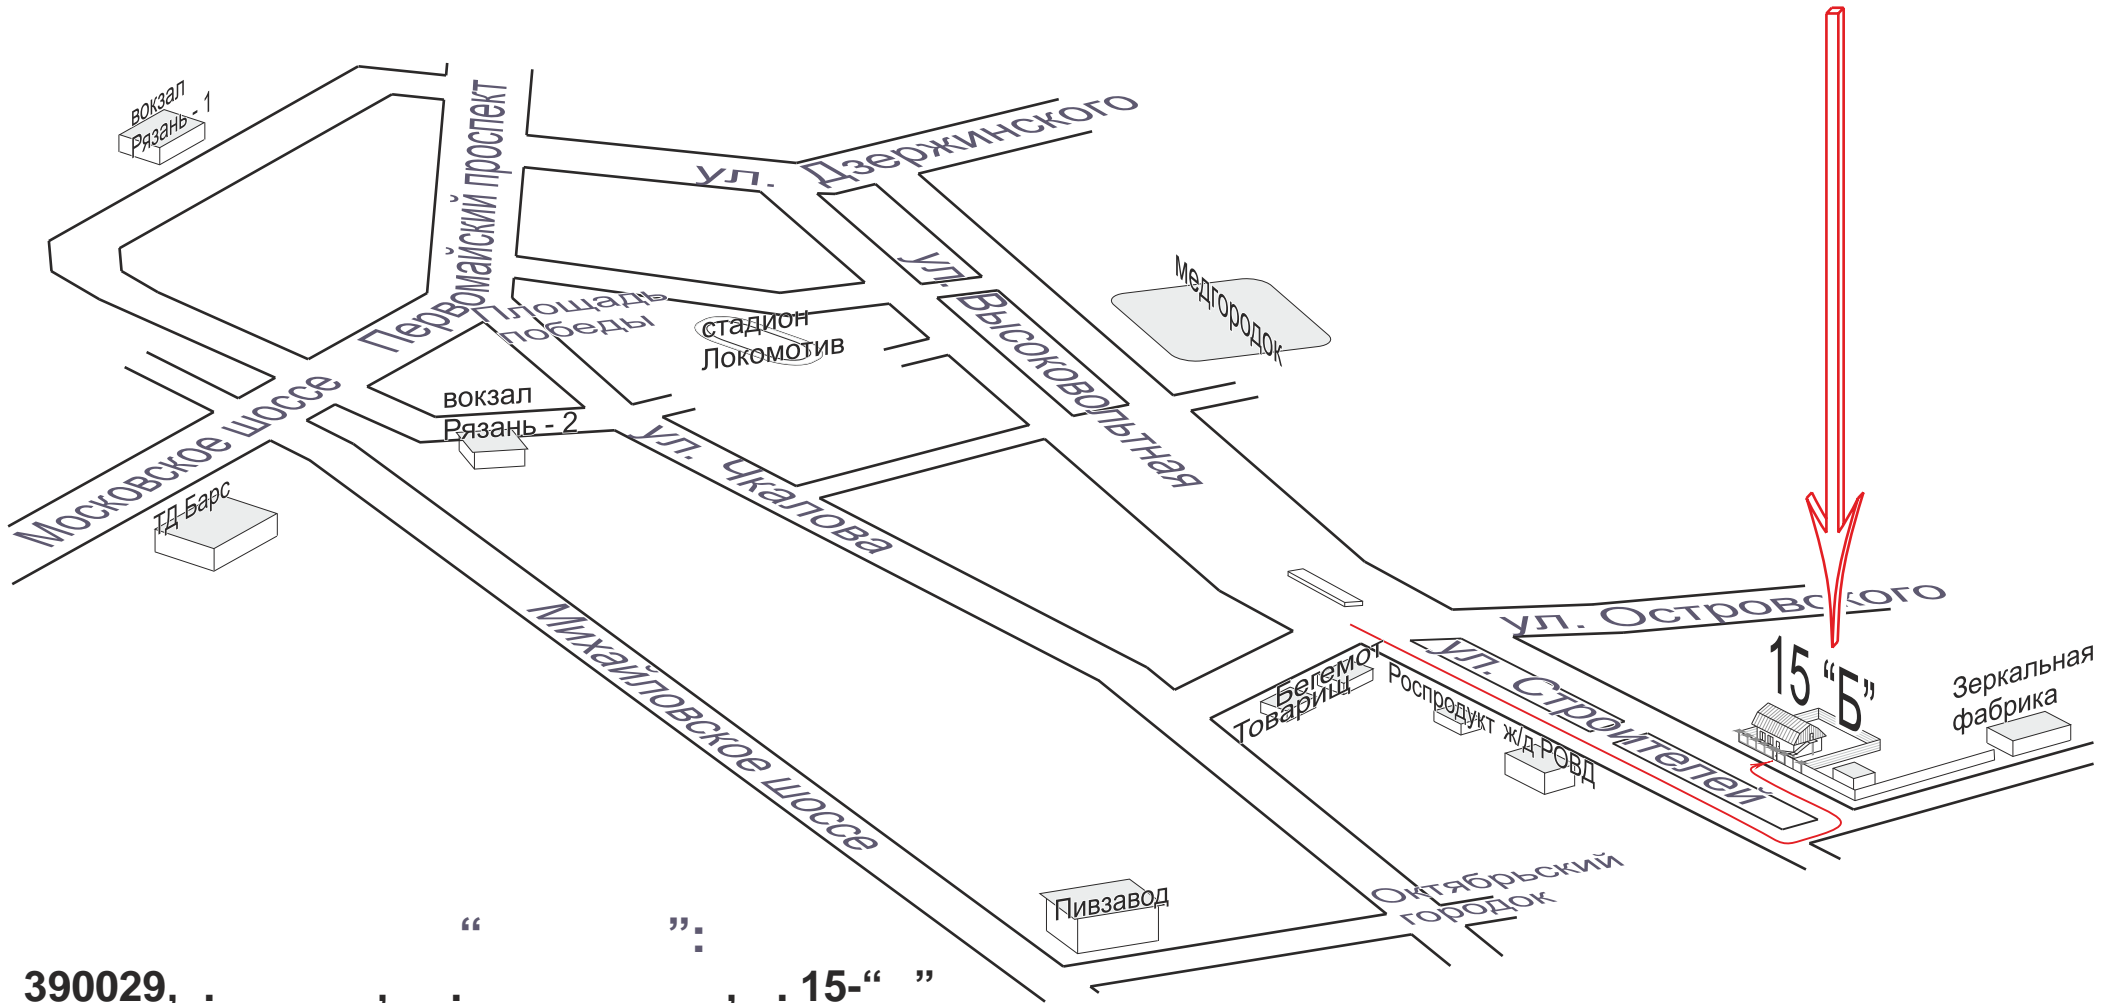 вокзал
Рязань - 1
Первомайский проспект
ул. Дзержинского
Площадь
победы
стадион
Локомотив
ул. Высоковольтная
медгородок
Московское шоссе
вокзал
Рязань - 2
ул. Чкалова
ТД Барс
Михайловское шоссе
ул. Островского
15 “Б”
Зеркальная
фабрика
ул. Строителей
Бегемот
Товарищ
Роспродукт
ж/д РОВД
Октябрьский
городок
Пивзавод
“ ”:
390029, . , . , . 15-“ ”